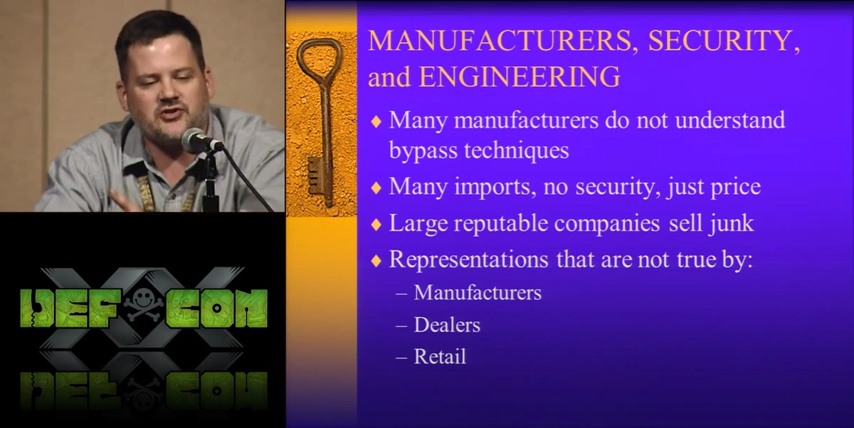 MANUFACTURERS, SECURITY,
and ENGINEERING
Many manufacturers do not understand
bypass techniques
Many imports, no security, just price
Large reputable companies sell junk
Representations that are not true by:
– Manufacturers
– Dealers
– Retail
XX
DEF CON